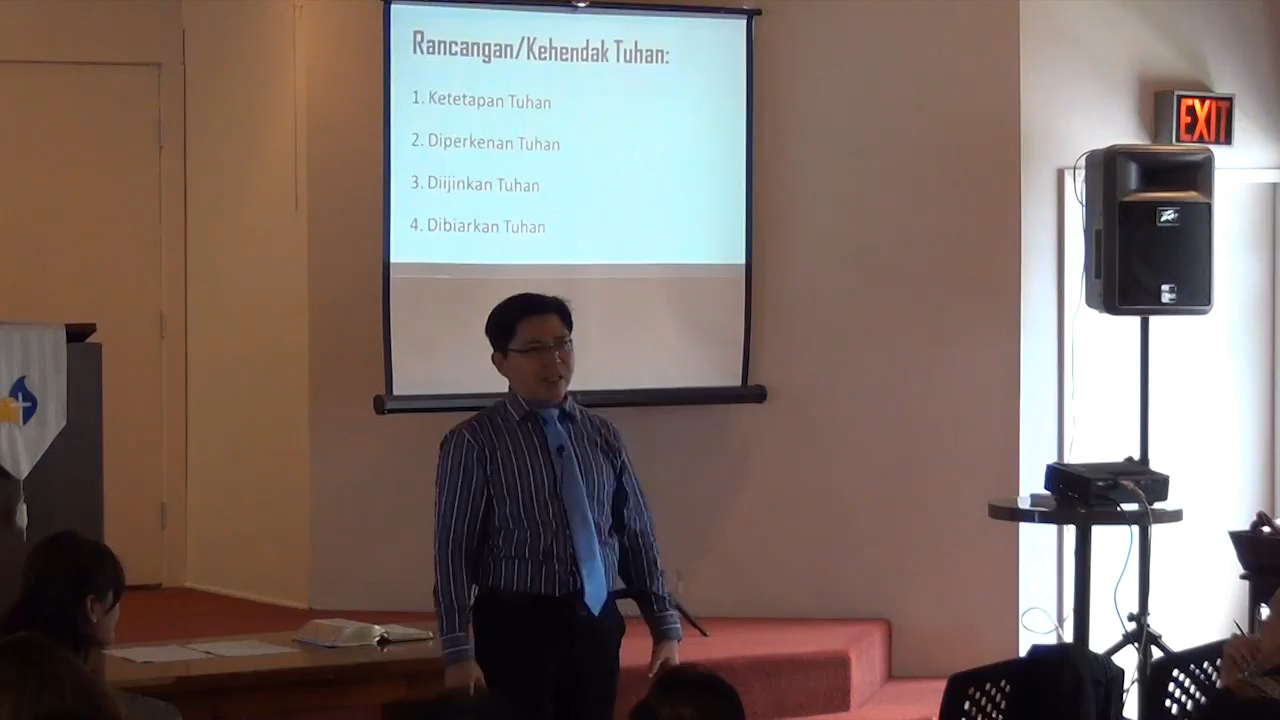 Rancangan/Kehendak Tuhan:
1. Ketetapan Tuhan
2. Diperkenan Tuhan
3. Diijinkan Tuhan
4. Dibiarkan Tuhan
EXIT